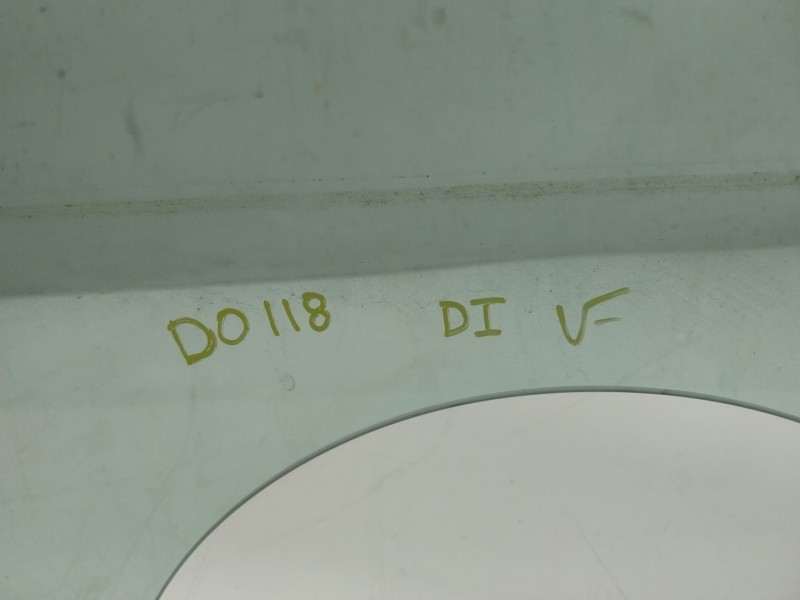 DO118 DI V-